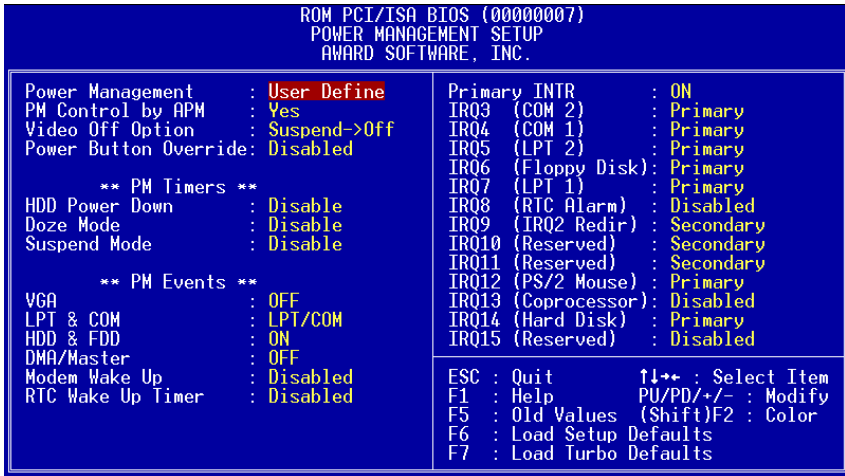 ROM PCI/ISA BIOS (00000007)
POWER MANAGEMENT SETUP
AWARD SOFTWARE, INC.
Power Management : User Define
PM Control by APM : Yes
Video Off Option : Suspend->Off
Power Button Override: Disabled
** PM Timers **
HDD Power Down : Disable
Doze Mode : Disable
Suspend Mode : Disable
** PM Events **
VGA : OFF
LPT & COM : LPT/COM
HDD & FDD : ON
DMA/Master : OFF
Modem Wake Up : Disabled
RTC Wake Up Timer : Disabled
Primary INTR : ON
IRQ3 (COM 2) : Primary
IRQ4 (COM 1) : Primary
IRQ5 (LPT 2) : Primary
IRQ6 (Floppy Disk): Primary
IRQ7 (LPT 1) : Primary
IRQ8 (RTC Alarm) : Disabled
IRQ9 (IRQ2 Redir) : Secondary
IRQ10 (Reserved) : Secondary
IRQ11 (Reserved) : Secondary
IRQ12 (PS/2 Mouse) : Primary
IRQ13 (Coprocessor): Disabled
IRQ14 (Hard Disk) : Primary
IRQ15 (Reserved) : Disabled
ESC : Quit ↑↓→← : Select Item
F1 : Help PU/PD/+/- : Modify
F5 : Old Values (Shift)F2 : Color
F6 : Load Setup Defaults
F7 : Load Turbo Defaults